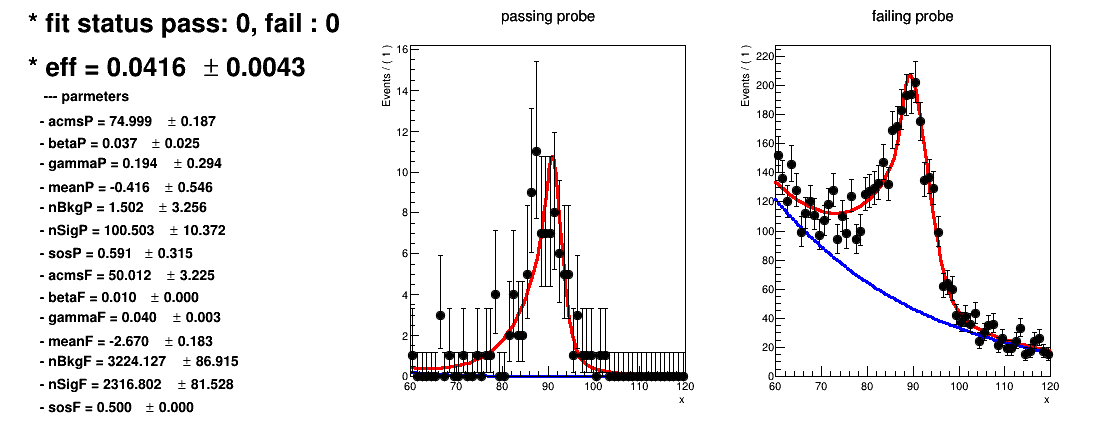 * fit status pass: 0, fail : 0
* eff = 0.0416 ± 0.0043
--- parmeters
- acmsP = 74.999 ± 0.187
- betaP = 0.037 ± 0.025
- gammaP = 0.194 ± 0.294
- meanP = -0.416 ± 0.546
- nBkgP = 1.502 ± 3.256
- nSigP = 100.503 ± 10.372
- sosP = 0.591 ± 0.315
- acmsF = 50.012 ± 3.225
- betaF = 0.010 ± 0.000
- gammaF = 0.040 ± 0.003
- meanF = -2.670 ± 0.183
- nBkgF = 3224.127 ± 86.915
- nSigF = 2316.802 ± 81.528
- sosF = 0.500 ± 0.000
passing probe
Events / ( 1 )
16
14
12
10
8
6
4
2
0
60 70 80 90 100 110 120
x
failing probe
Events / ( 1 )
220
200
180
160
140
120
100
80
60
40
20
0
60 70 80 90 100 110 120
x